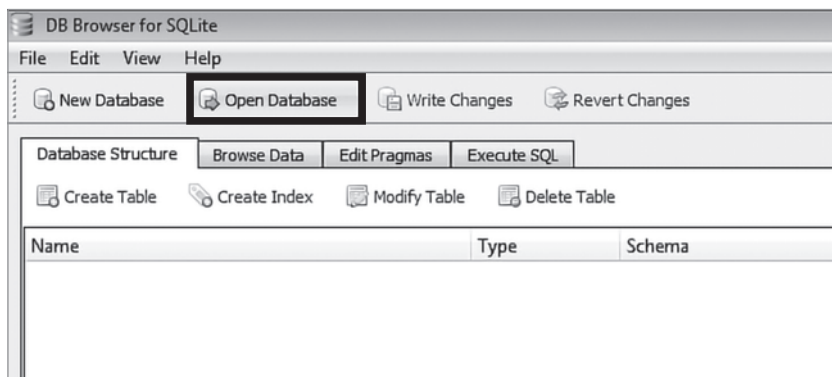 DB Browser for SQLite
File Edit View Help
New Database Open Database Write Changes Revert Changes
Database Structure Browse Data Edit Pragmas Execute SQL
Create Table Create Index Modify Table Delete Table
Name Type Schema